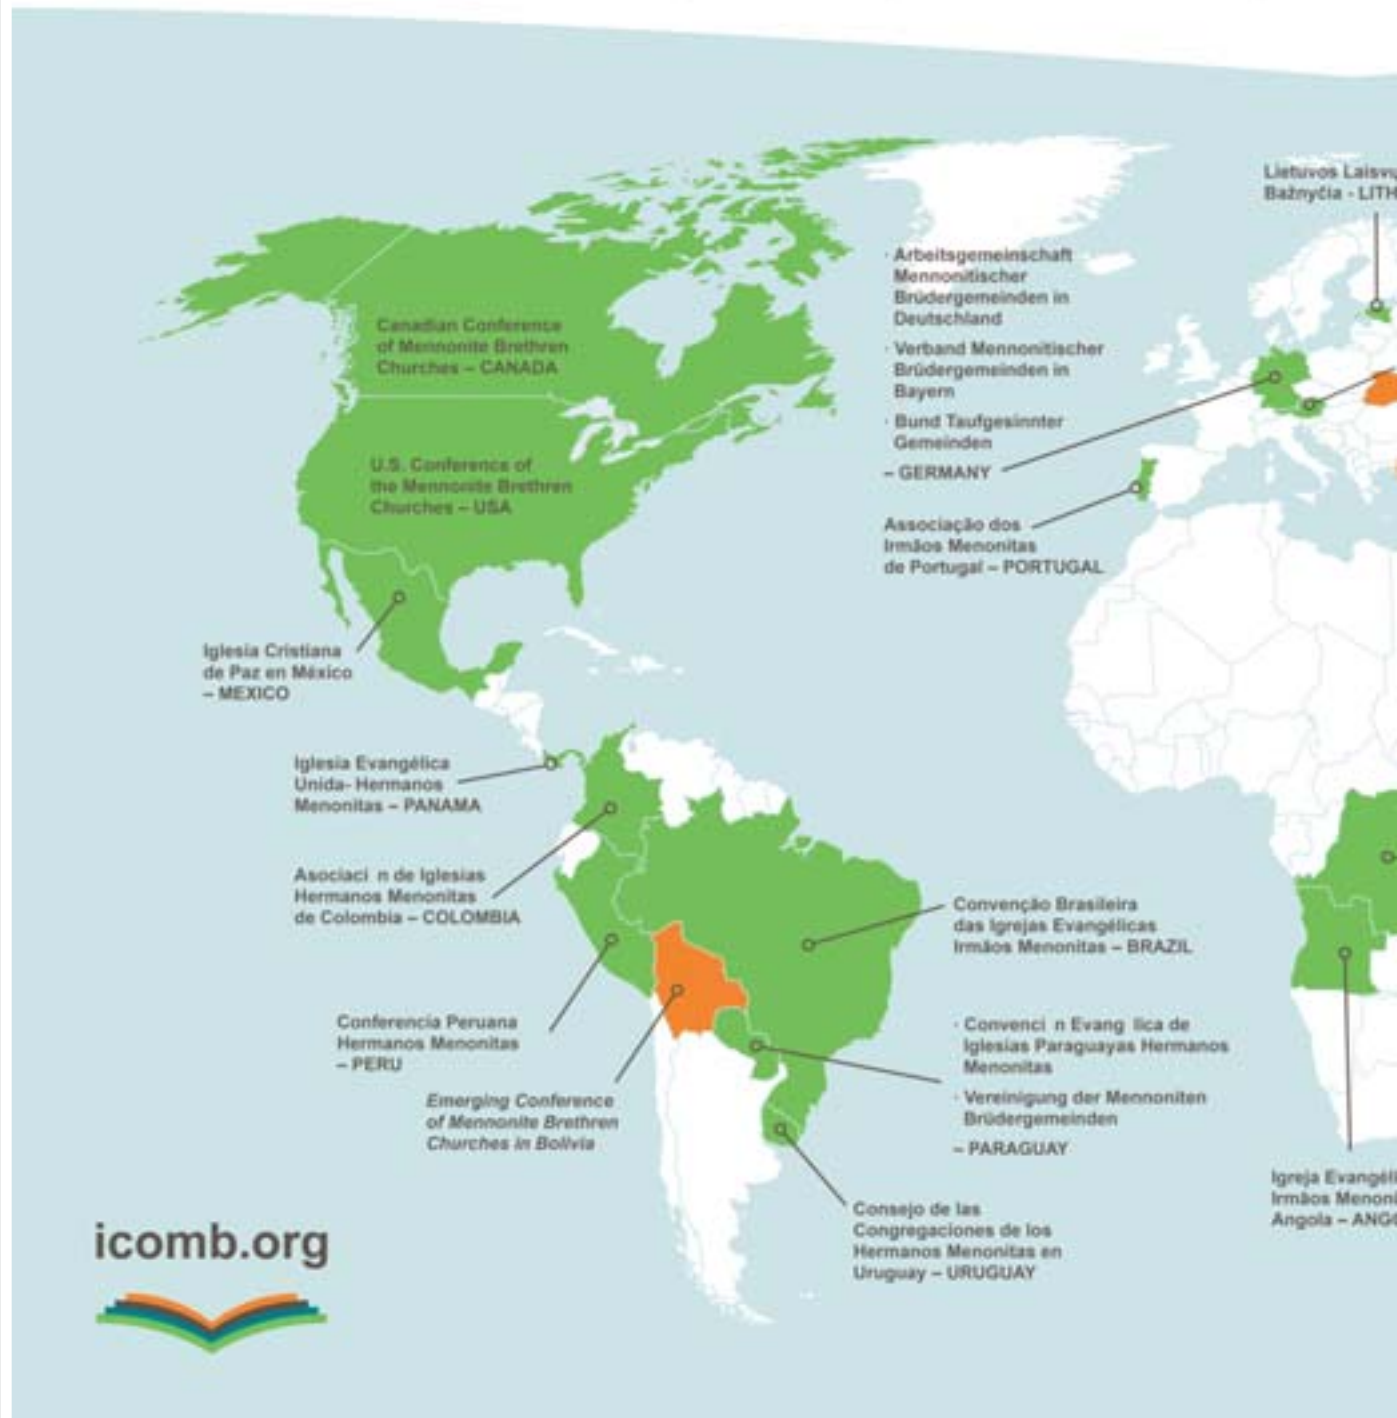 Lietuvos
Bažnyčia -
· Arbeitsgemeinschaft
Mennonitischer
Brüdergemeinden in
Deutschland
· Verband Mennonitischer
Brüdergemeinden in
Bayern
· Bund Taufgesinnter
Gemeinden
– GERMANY
Associação dos
Irmãos Menonitas
de Portugal – PORTUGAL
Canadian Conference
of Mennonite Brethren
Churches – CANADA
U.S. Conference of
the Mennonite Brethren
Churches – USA
Iglesia Cristiana
de Paz en México
– MEXICO
Iglesia Evangélica
Unida- Hermanos
Menonitas – PANAMA
Asociaci n de Iglesias
Hermanos Menonitas
de Colombia – COLOMBIA
Conferencia Peruana
Hermanos Menonitas
– PERU
Emerging Conference
of Mennonite Brethren
Churches in Bolivia
Convenção Brasileira
das Igrejas Evangélicas
Irmãos Menonitas – BRAZIL
· Convenci n Evang lica de
Iglesias Paraguayas Hermanos
Menonitas
· Vereinigung der Mennoniten
Brüdergemeinden
– PARAGUAY
Consejo de las
Congregaciones de los
Hermanos Menonitas en
Uruguay – URUGUAY
Igreja
Irmãos
Angola –
icomb.org